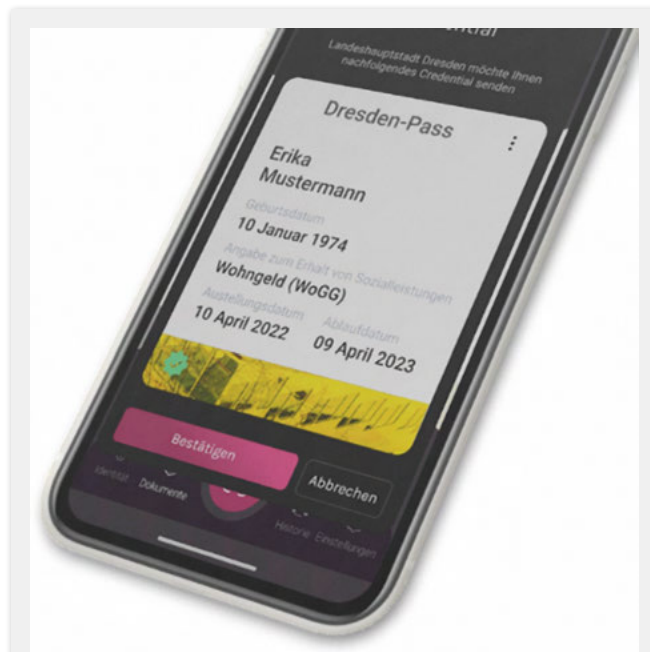 Landeshauptstadt Dresden möchte Ihnen
nachfolgendes Credential senden
Dresden-Pass
Erika
Mustermann
Geburtsdatum
10 Januar 1974
Angabe zum Erhalt von Sozialleistungen
Wohngeld (WoGG)
Austellungsdatum
10 April 2022
Ablaufdatum
09 April 2023
Bestätigen
Abbrechen
Identität
Dokumente
Historie
Einstellungen